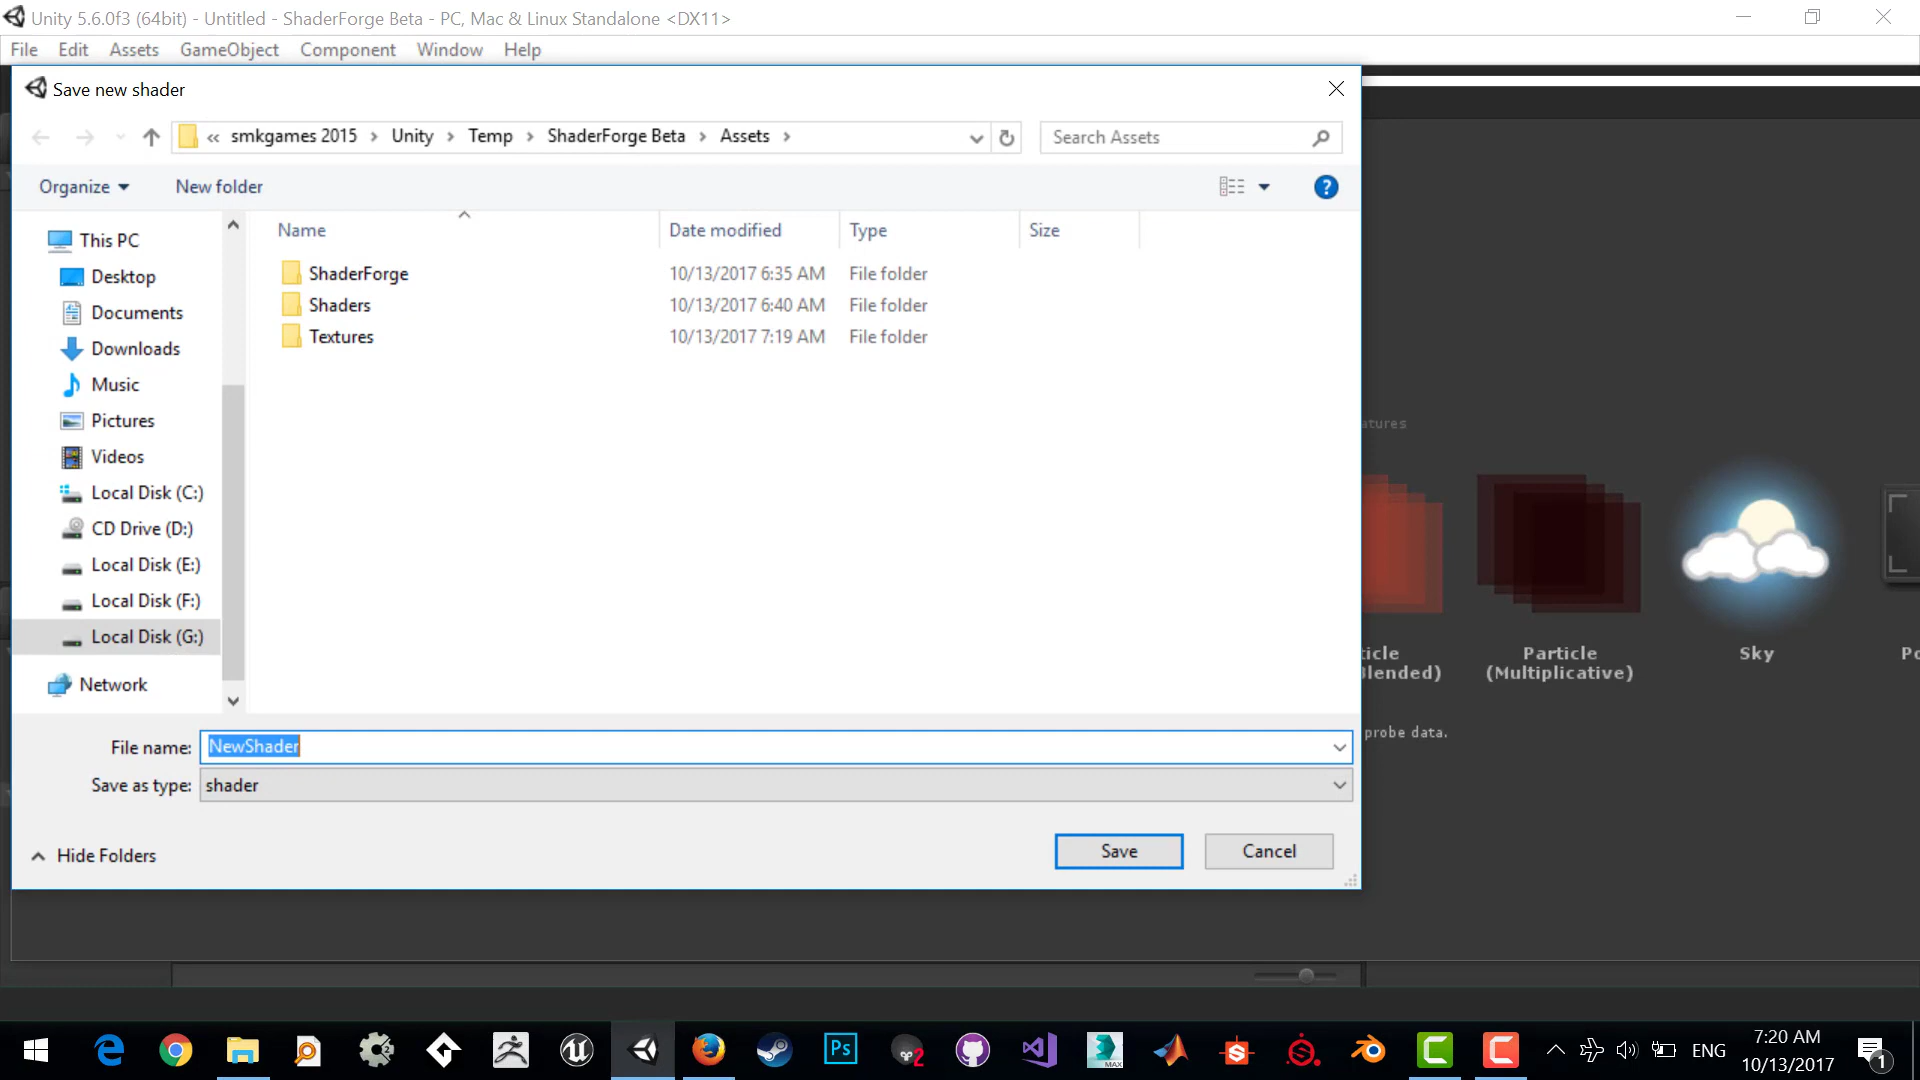 Unity 5.6.0f3 (64bit) - Untitled - ShaderForge Beta - PC, Mac & Linux Standalone <DX11>
File Edit Assets GameObject Component Window Help
Save new shader
« smkgames 2015 › Unity › Temp › ShaderForge Beta › Assets ›
Search Assets
Organize
New folder
?
Name Date modified Type Size
This PC
Desktop
Documents
Downloads
Music
Pictures
Videos
Local Disk (C:)
CD Drive (D:)
Local Disk (E:)
Local Disk (F:)
Local Disk (G:)
Network
ShaderForge 10/13/2017 6:35 AM File folder
Shaders 10/13/2017 6:40 AM File folder
Textures 10/13/2017 7:19 AM File folder
File name: NewShader
Save as type: shader
Hide Folders
Save
Cancel
Particle
(Multiplicative)
Sky
probe data.
Ps
2
MAX
ENG
7:20 AM
10/13/2017
1